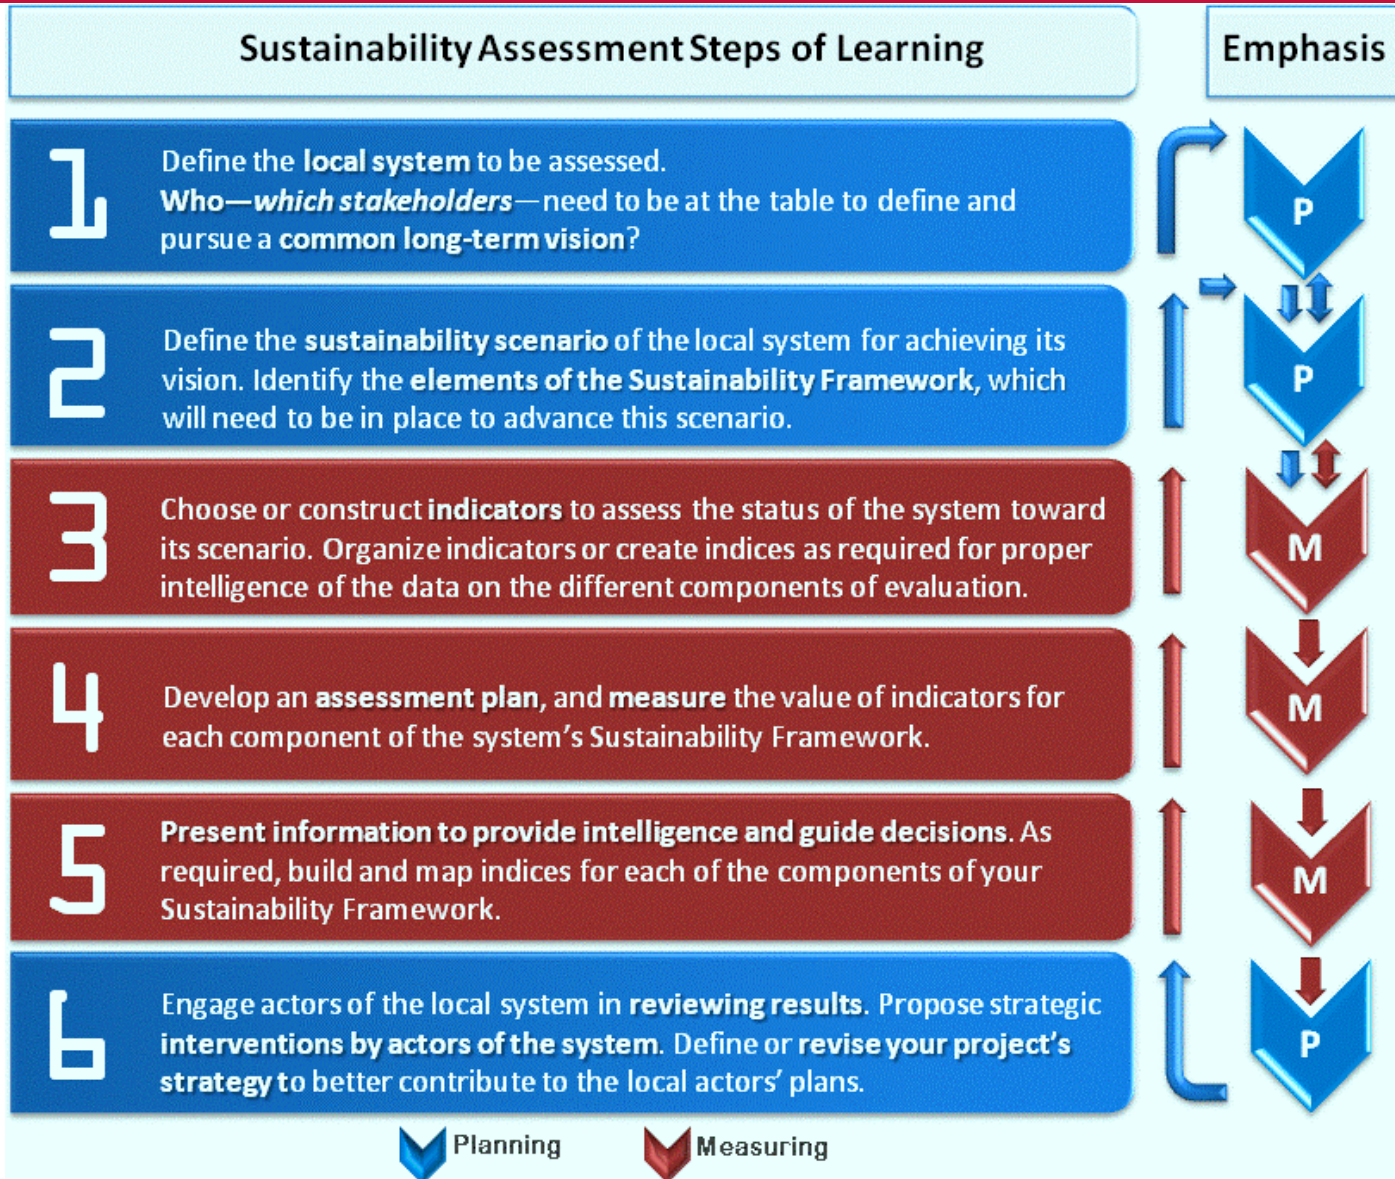 Sustainability Assessment Steps of Learning
Emphasis
1
Define the local system to be assessed.
Who—which stakeholders—need to be at the table to define and
pursue a common long-term vision?
P
2
Define the sustainability scenario of the local system for achieving its
vision. Identify the elements of the Sustainability Framework, which
will need to be in place to advance this scenario.
P
3
Choose or construct indicators to assess the status of the system toward
its scenario. Organize indicators or create indices as required for proper
intelligence of the data on the different components of evaluation.
M
4
Develop an assessment plan, and measure the value of indicators for
each component of the system's Sustainability Framework.
M
5
Present information to provide intelligence and guide decisions. As
required, build and map indices for each of the components of your
Sustainability Framework.
M
6
Engage actors of the local system in reviewing results. Propose strategic
interventions by actors of the system. Define or revise your project's
strategy to better contribute to the local actors' plans.
P
Planning
Measuring